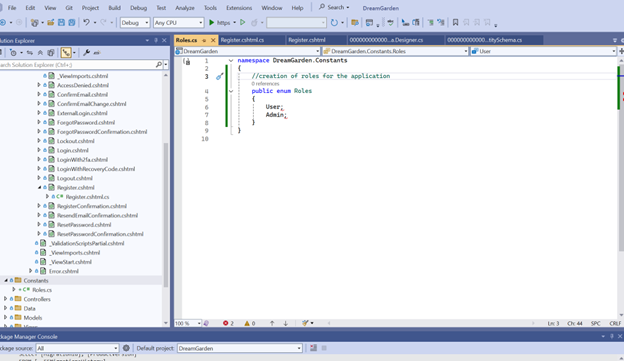 File Edit View Git Project Build Debug Test Analyze Tools Extensions Window Help Search DreamGarden
Debug Any CPU https
Solution Explorer
Roles.cs Register.cshtml.cs Register.cshtml 000000000000...a.Designer.cs 000000000000...titySchema.cs
DreamGarden DreamGarden.Constants.Roles User
_ViewImports.cshtml
AccessDenied.cshtml
ConfirmEmail.cshtml
ConfirmEmailChange.cshtml
ExternalLogin.cshtml
ForgotPassword.cshtml
ForgotPasswordConfirmation.cshtml
Lockout.cshtml
Login.cshtml
LoginWith2fa.cshtml
LoginWithRecoveryCode.cshtml
Logout.cshtml
Register.cshtml
C# Register.cshtml.cs
RegisterConfirmation.cshtml
ResendEmailConfirmation.cshtml
ResetPassword.cshtml
ResetPasswordConfirmation.cshtml
_ValidationScriptsPartial.cshtml
_ViewImports.cshtml
_ViewStart.cshtml
Error.cshtml
Constants
C# Roles.cs
Controllers
Data
Models
1 namespace DreamGarden.Constants
2 {
3 //creation of roles for the application
0 references
4 public enum Roles
5 {
6 User;
7 Admin;
8 }
9 }
10
100 % 2 0 Ln: 3 Ch: 44 SPC CRLF
Package Manager Console
Package source: All Default project: DreamGarden